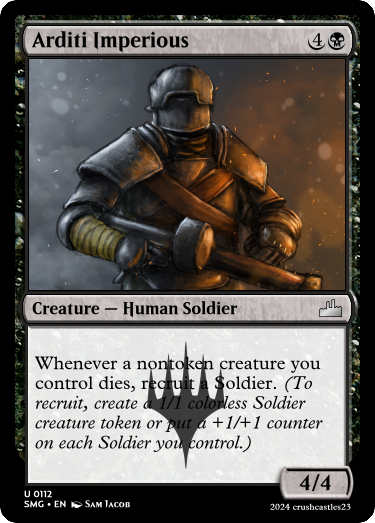 Arditi Imperious 4
Creature — Human Soldier
Whenever a nontoken creature you
control dies, recruit a Soldier. (To
recruit, create a 1/1 colorless Soldier
creature token or put a +1/+1 counter
on each Soldier you control.)
4/4
U 0112
SMG • EN Sam Jacob
2024 crushcastles23